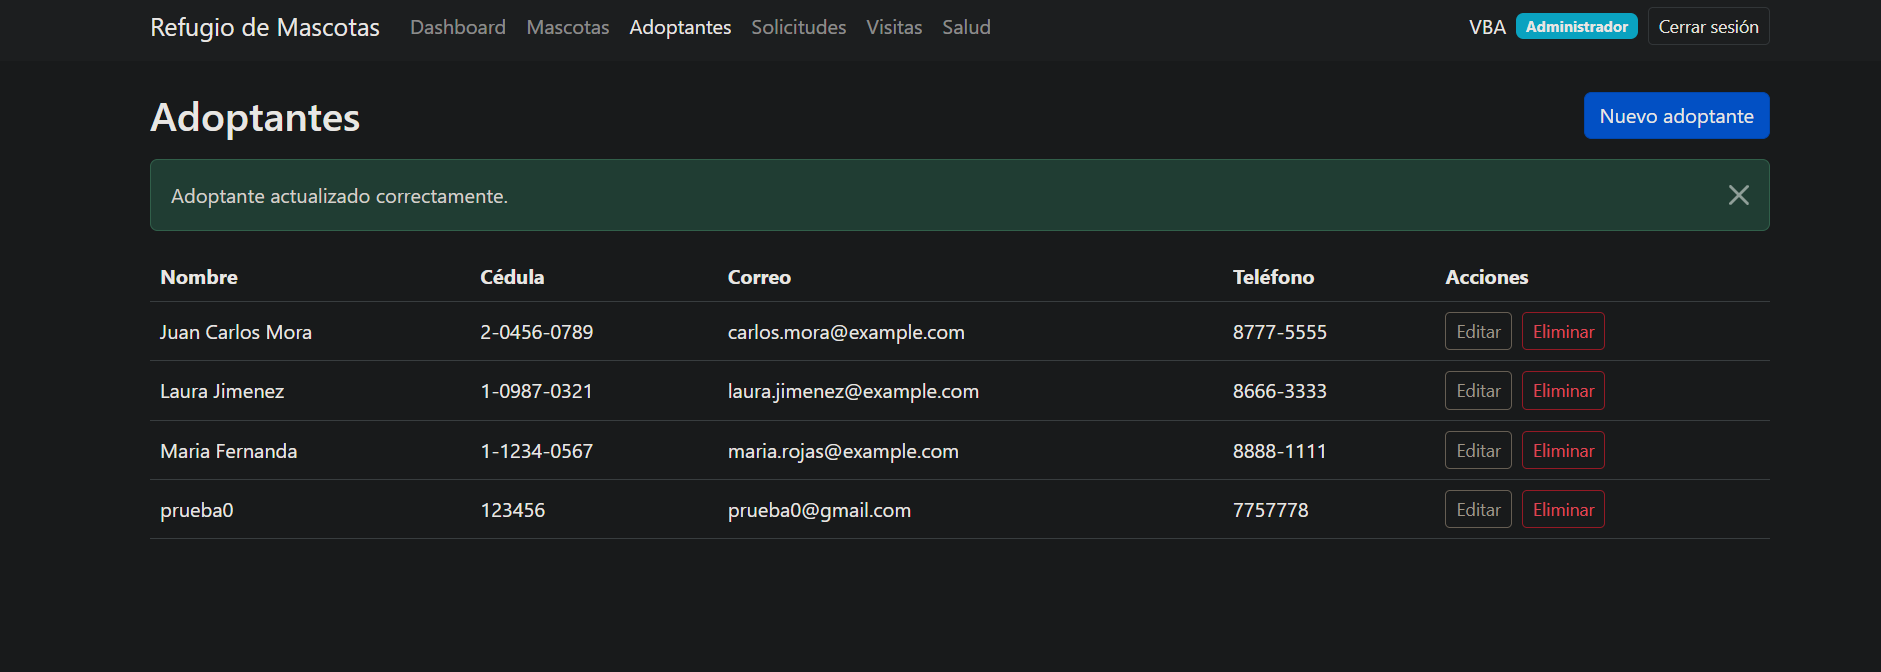 Refugio de Mascotas Dashboard Mascotas Adoptantes Solicitudes Visitas Salud VBA Administrador Cerrar sesión
Adoptantes Nuevo adoptante
Adoptante actualizado correctamente.
Nombre Cédula Correo Teléfono Acciones
Juan Carlos Mora 2-0456-0789 carlos.mora@example.com 8777-5555 Editar Eliminar
Laura Jimenez 1-0987-0321 laura.jimenez@example.com 8666-3333 Editar Eliminar
Maria Fernanda 1-1234-0567 maria.rojas@example.com 8888-1111 Editar Eliminar
prueba0 123456 prueba0@gmail.com 7757778 Editar Eliminar